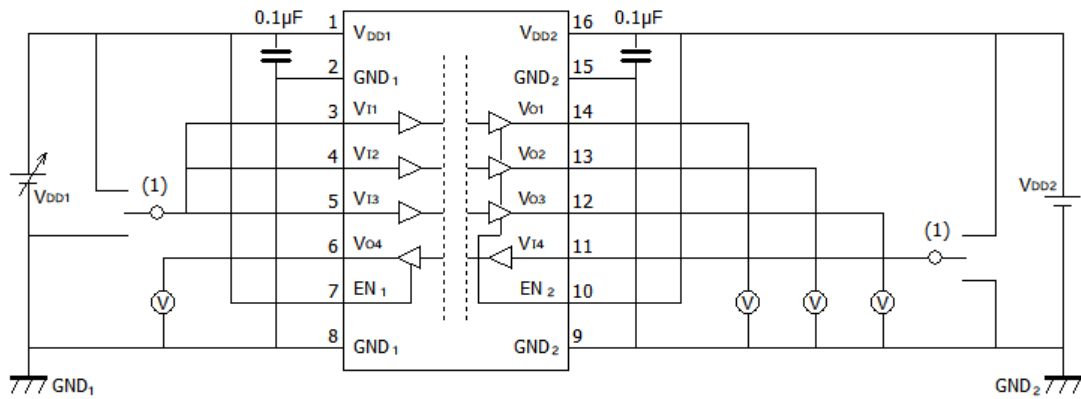 0.1µF
0.1µF
1 VDD1 VDD2 16
2 GND1 GND2 15
3 VI1 VO1 14
4 VI2 VO2 13
5 VI3 VO3 12
6 VO4 VI4 11
7 EN1 EN2 10
8 GND1 GND2 9
VDD1
(1)
V
V
V
V
(1)
VDD2
GND1
GND2